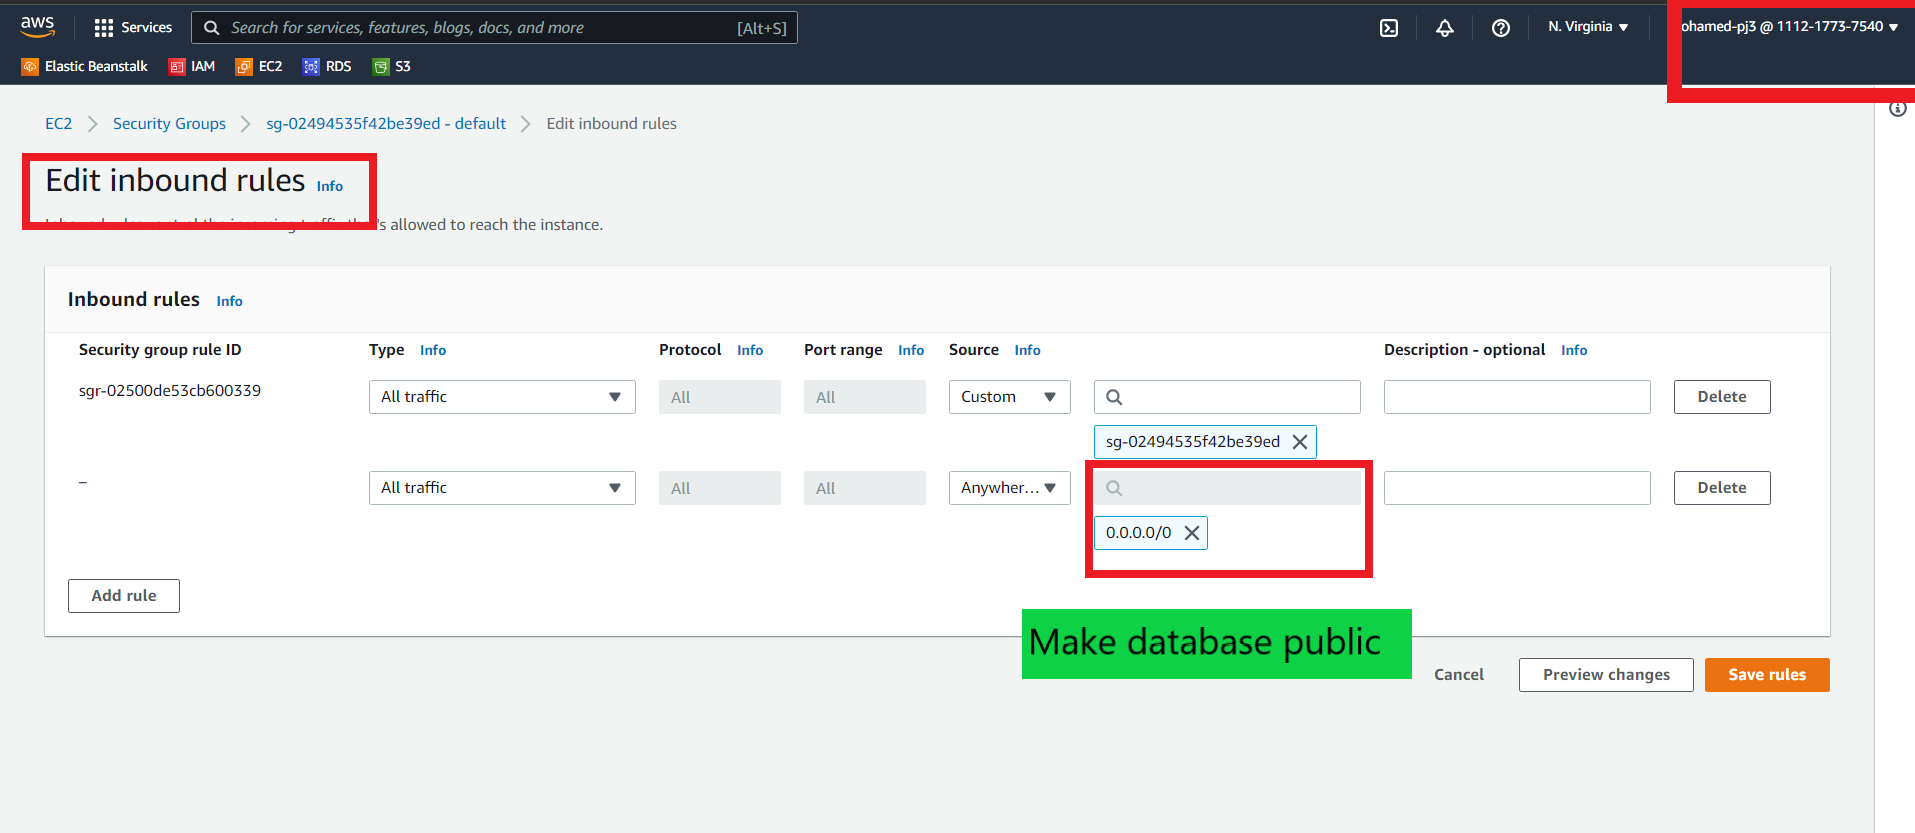 aws Services Search for services, features, blogs, docs, and more [Alt+S] N. Virginia ohamed-pj3 @ 1112-1773-7540
Elastic Beanstalk IAM EC2 RDS S3
EC2 Security Groups sg-02494535f42be39ed - default Edit inbound rules
Edit inbound rules Info
's allowed to reach the instance.
Inbound rules Info
Security group rule ID Type Info Protocol Info Port range Info Source Info Description - optional Info
sgr-02500de53cb600339 All traffic All All Custom Delete
sg-02494535f42be39ed
– All traffic All All Anywher... Delete
0.0.0.0/0
Add rule
Make database public
Cancel Preview changes Save rules